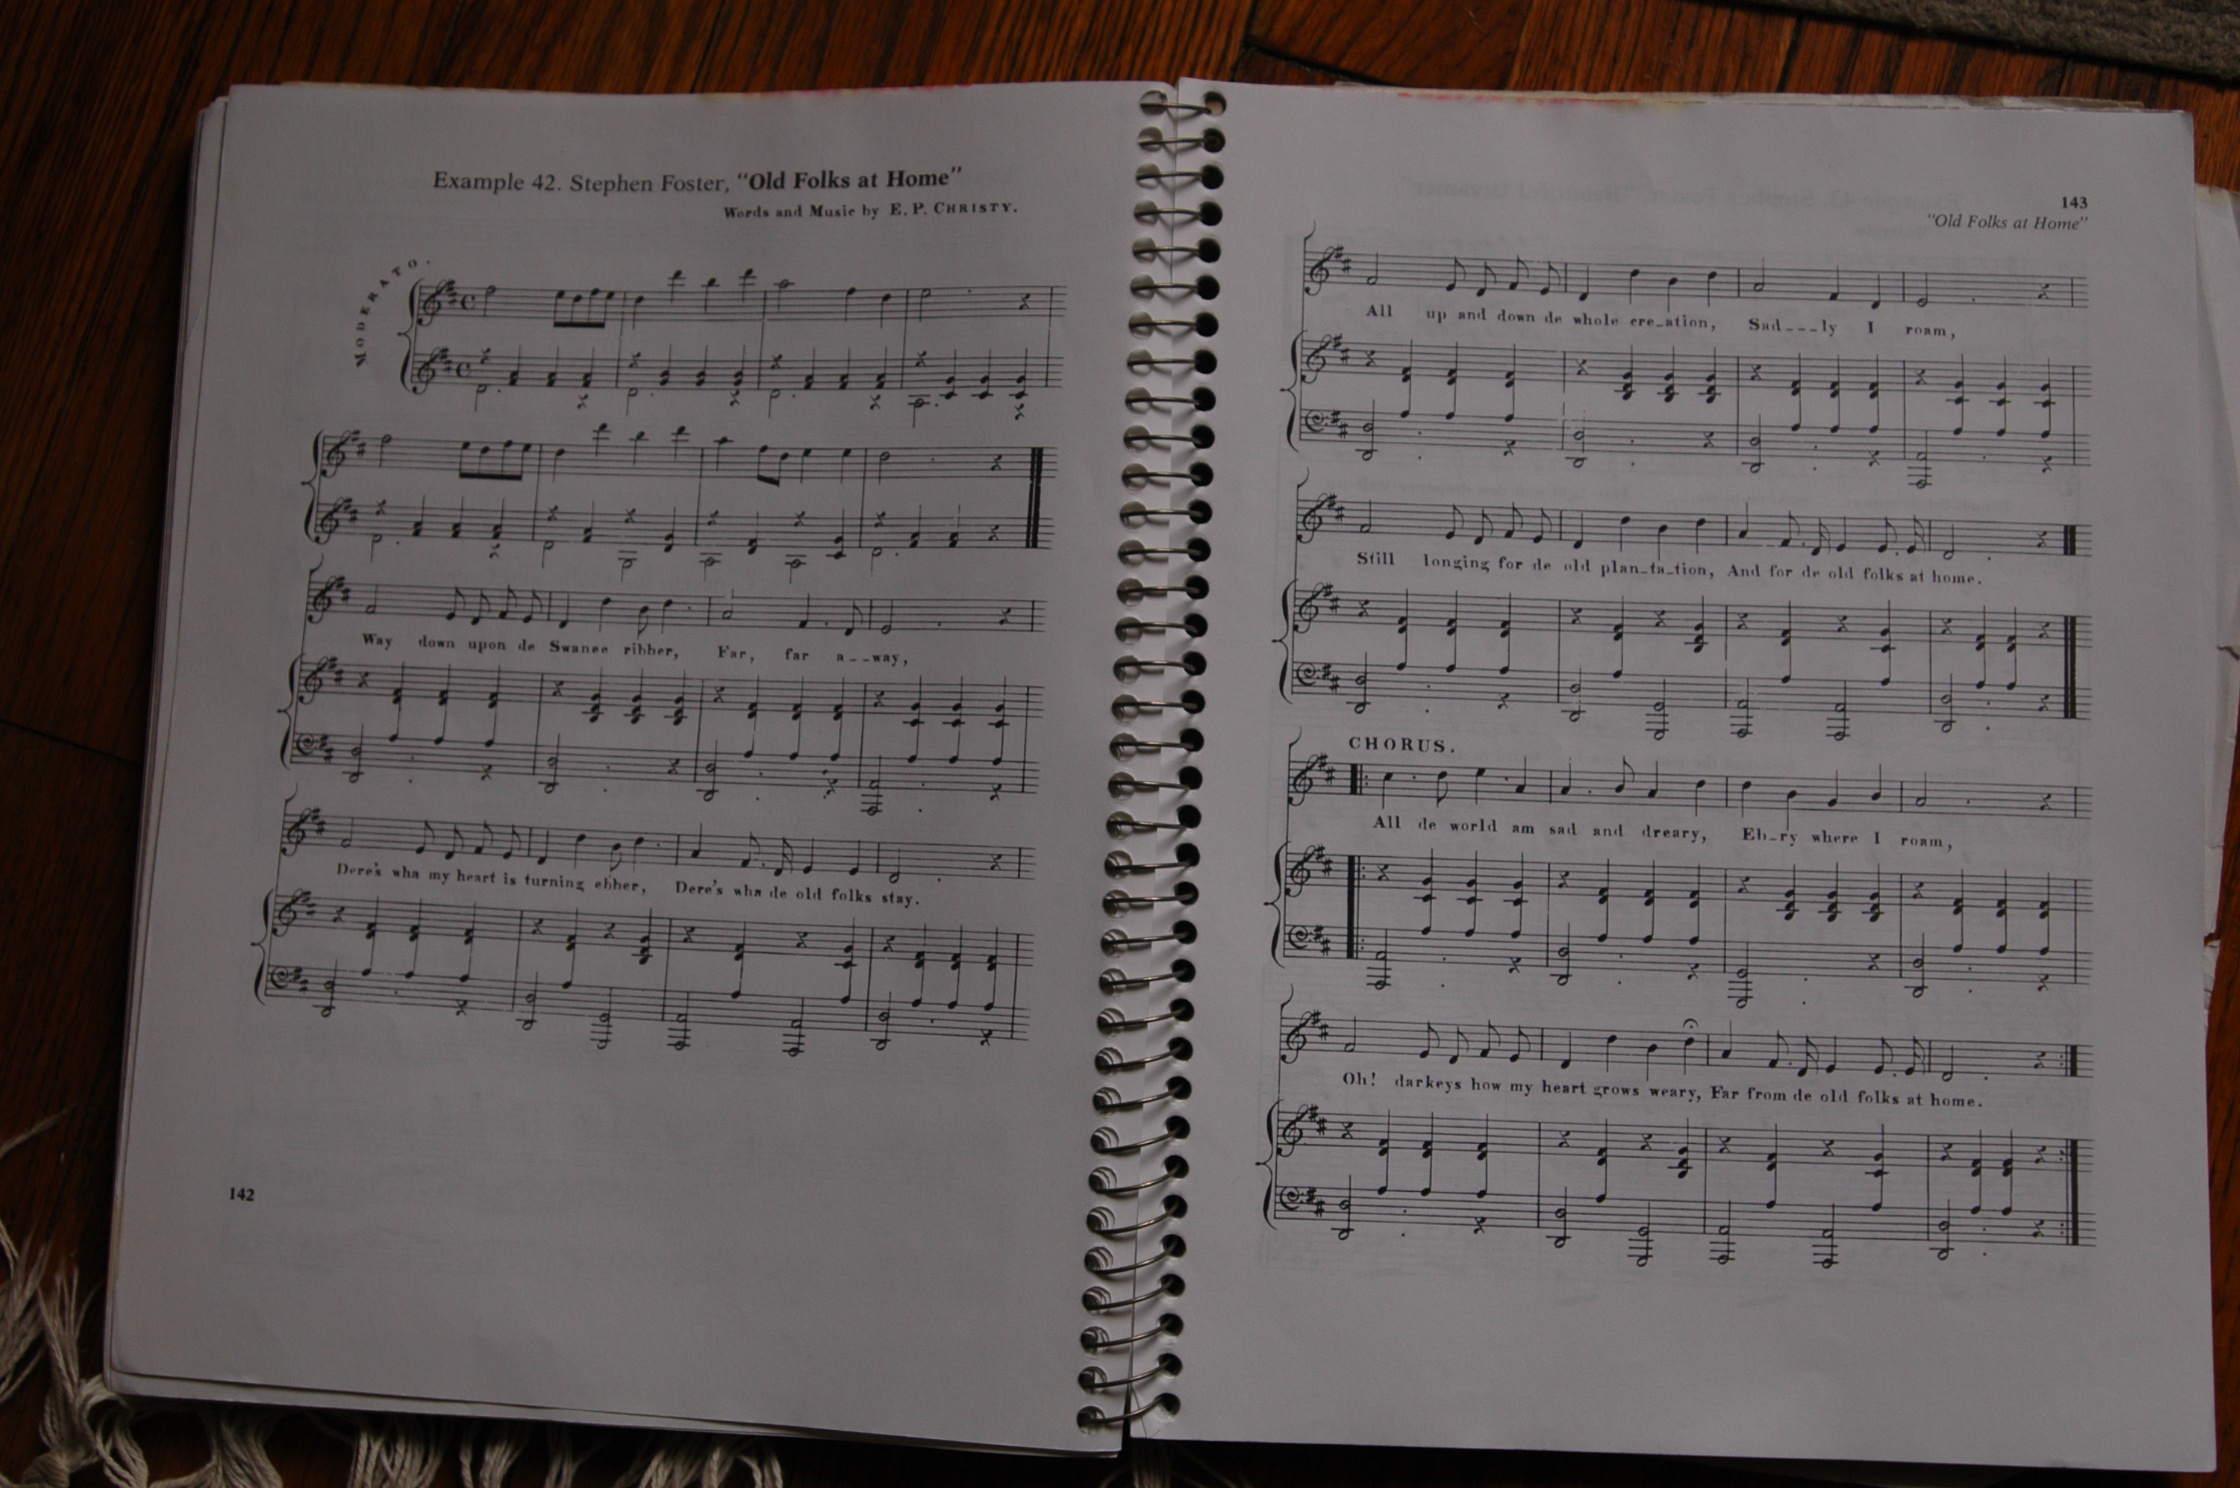 Example 42. Stephen Foster, "Old Folks at Home"
Words and Music by E. P. CHRISTY.
MODERATO.
Way down upon de Swanee ribber, Far, far a--way,
Dere's wha my heart is turning ebber, Dere's wha de old folks stay.
142
143
"Old Folks at Home"
All up and down de whole cre_ation, Sad___ly I roam,
Still longing for de old plan_ta_tion, And for de old folks at home.
CHORUS.
All de world am sad and dreary, Eb_ry where I roam,
Oh! darkeys how my heart grows weary, Far from de old folks at home.